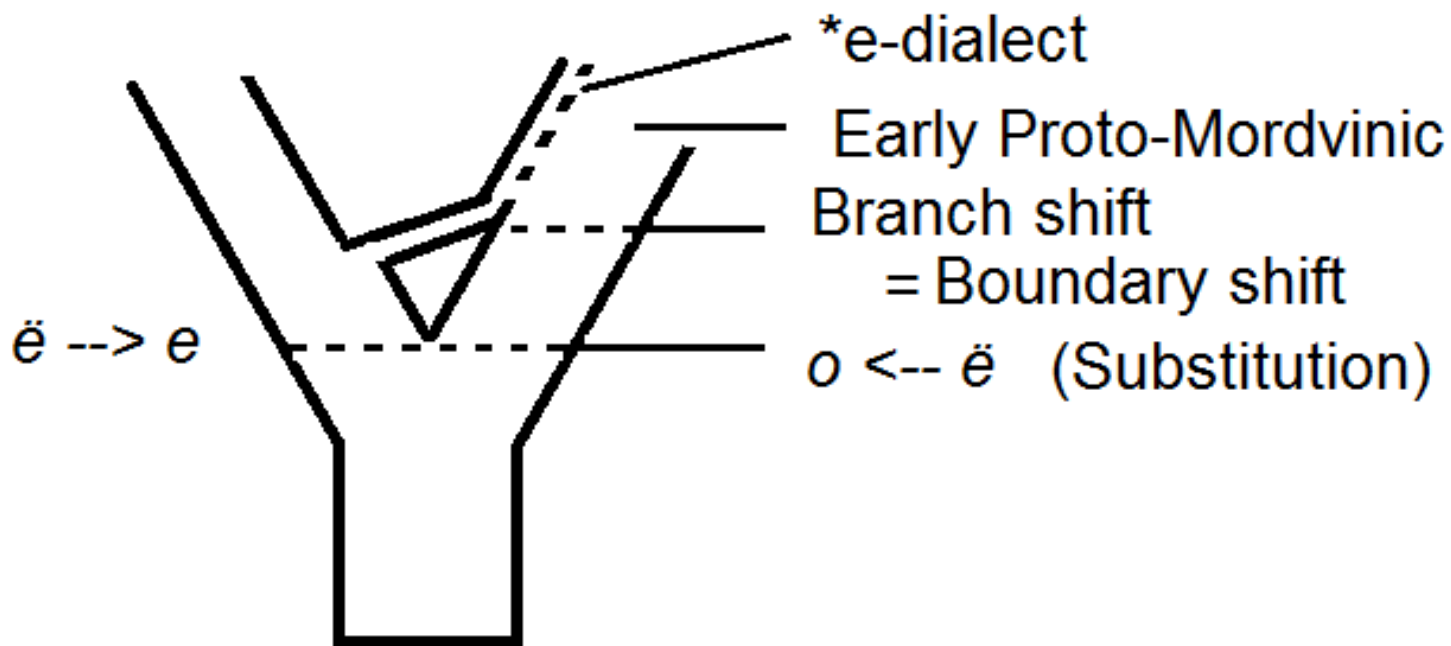 *e-dialect
Early Proto-Mordvinic
Branch shift
= Boundary shift
ë --> e
o <-- ë (Substitution)